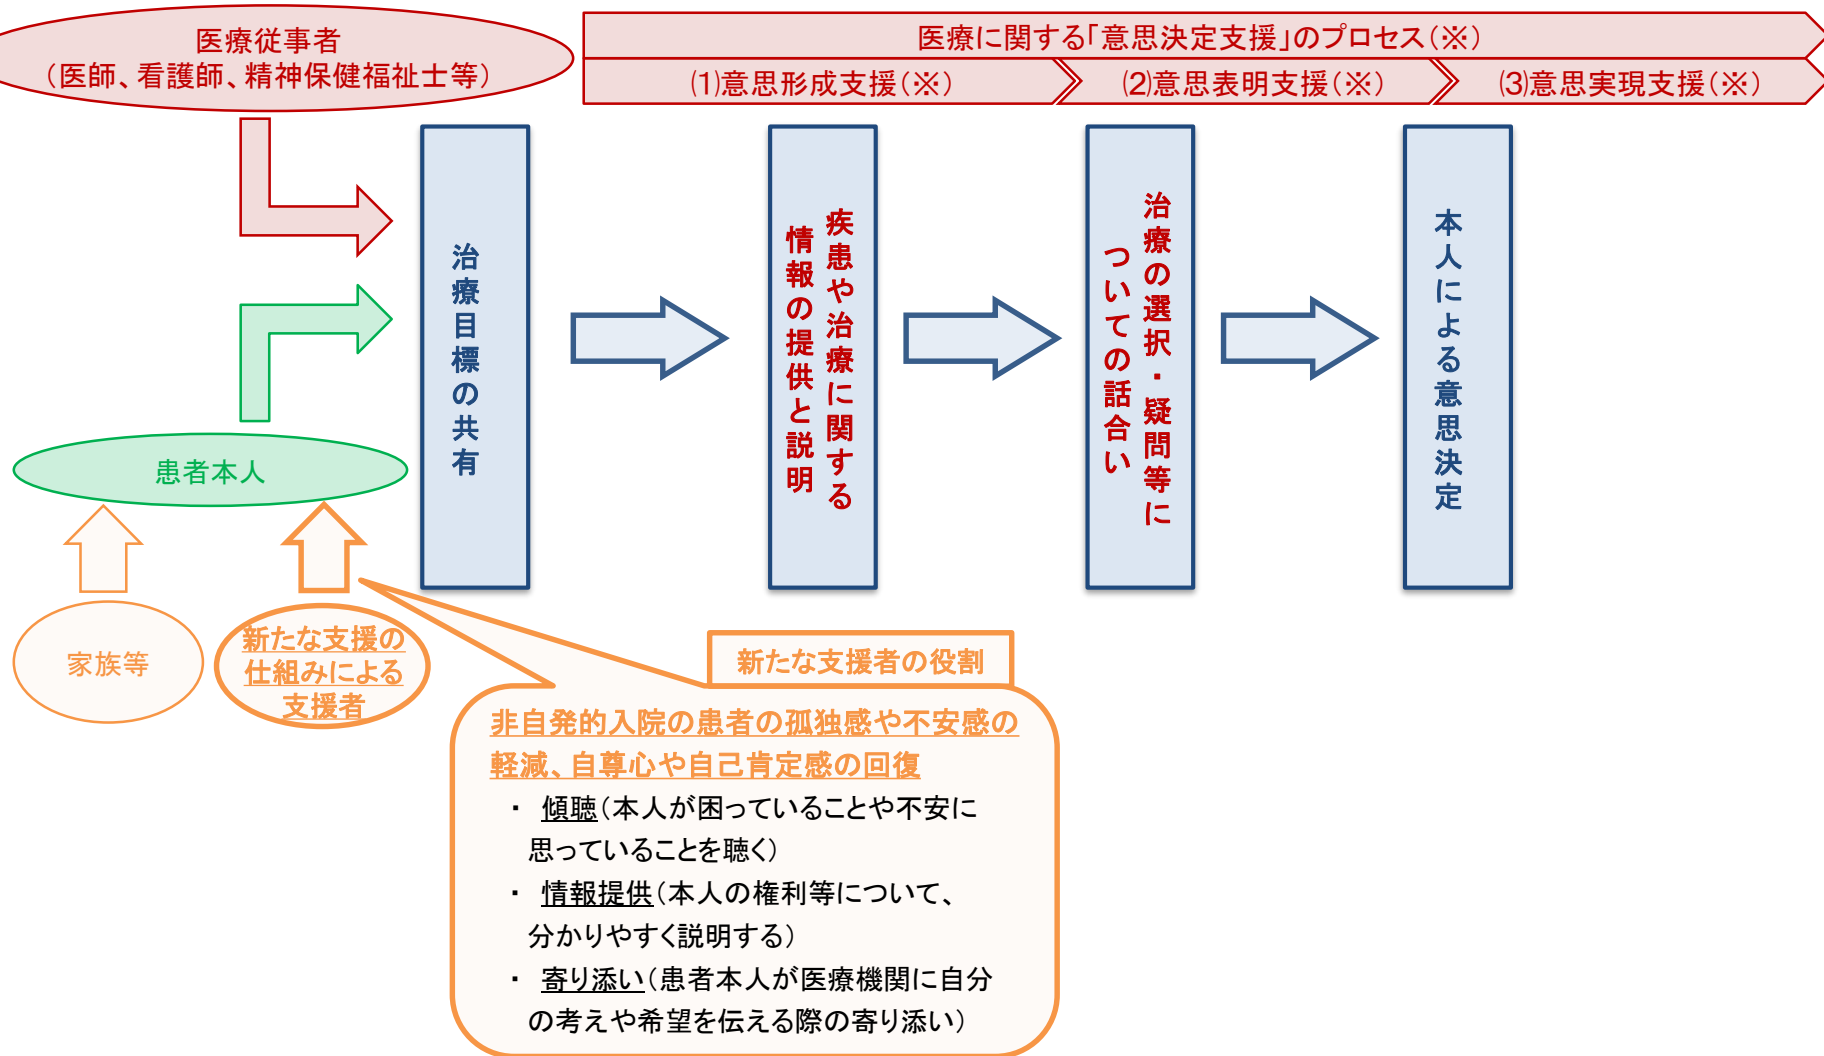 医療従事者
（医師、看護師、精神保健福祉士等）
医療に関する「意思決定支援」のプロセス（※）
⑴意思形成支援（※）
⑵意思表明支援（※）
⑶意思実現支援（※）
治療目標の共有
疾患や治療に関する
情報の提供と説明
治療の選択・疑問等に
ついての話合い
本人による意思決定
患者本人
家族等
新たな支援の
仕組みによる
支援者
新たな支援者の役割
非自発的入院の患者の孤独感や不安感の
軽減、自尊心や自己肯定感の回復
・ 傾聴（本人が困っていることや不安に
思っていることを聴く）
・ 情報提供（本人の権利等について、
分かりやすく説明する）
・ 寄り添い（患者本人が医療機関に自分
の考えや希望を伝える際の寄り添い）